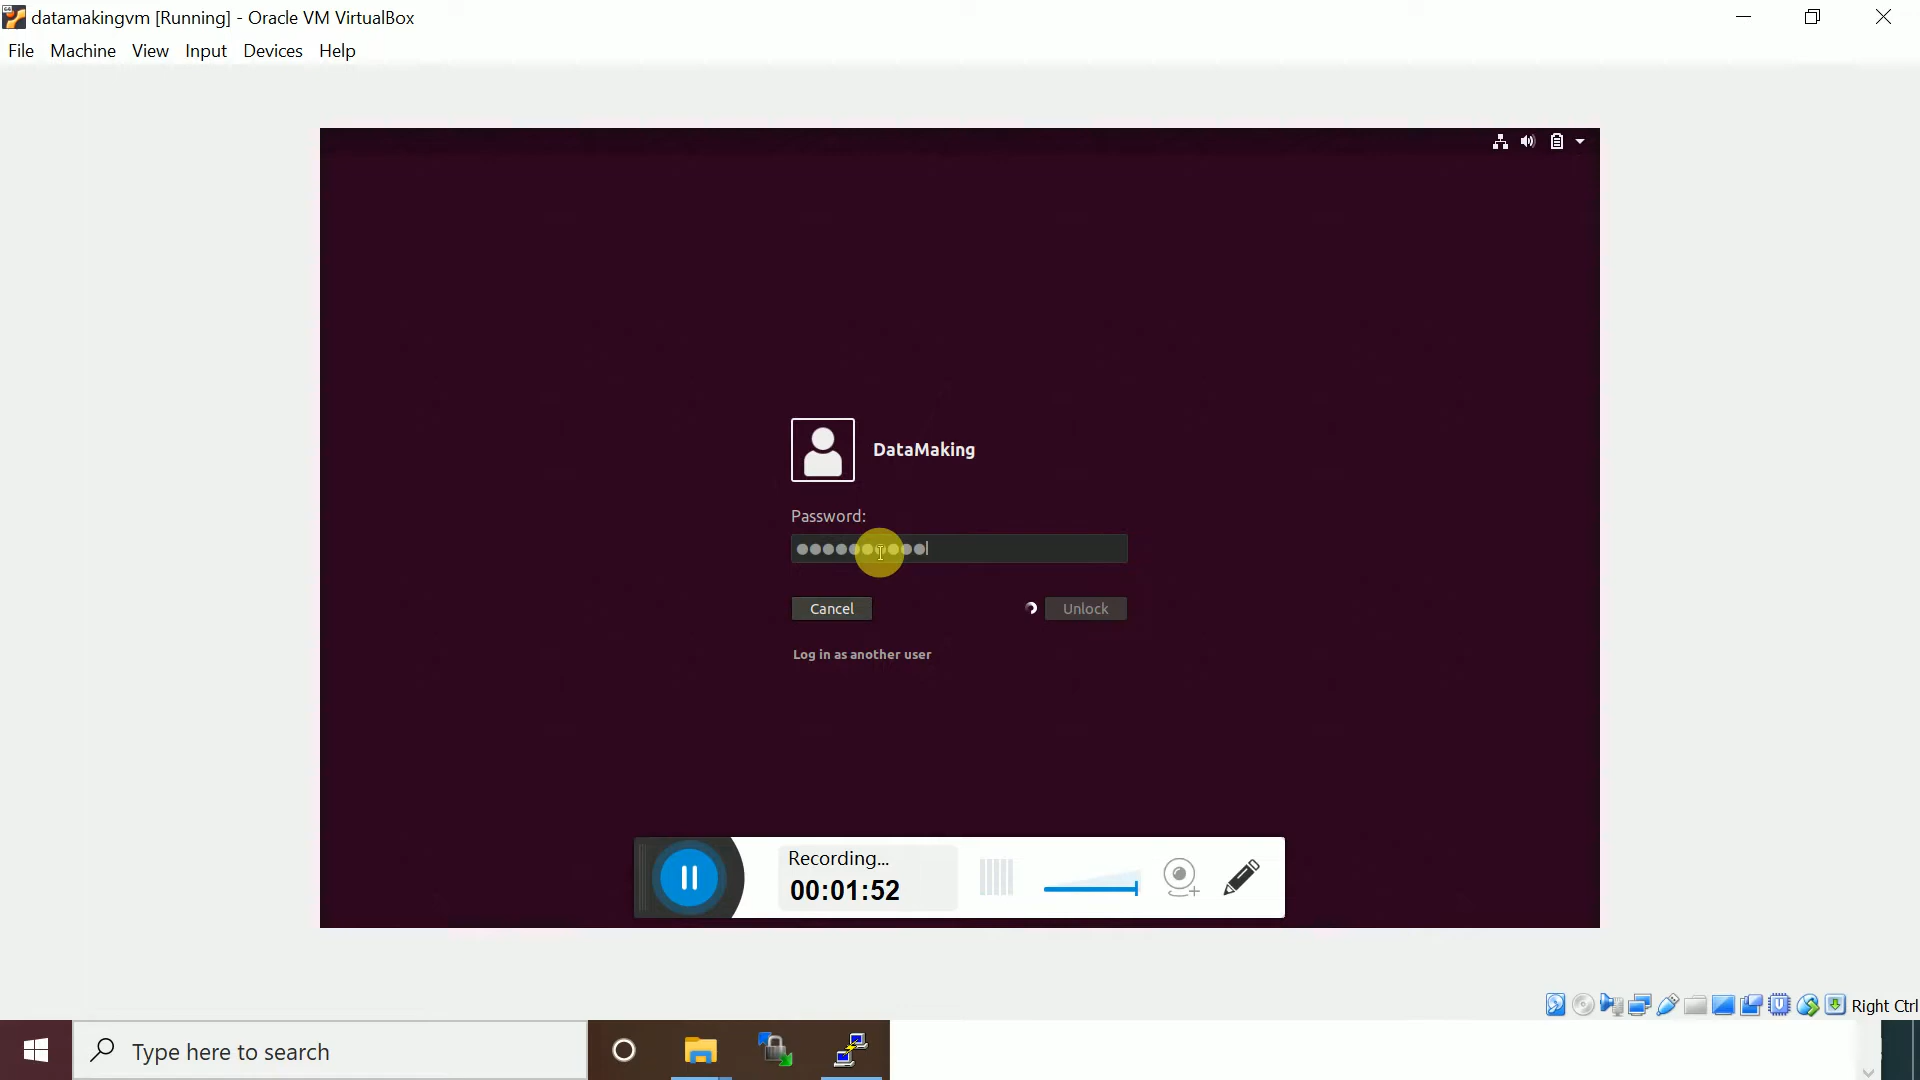 datamakingvm [Running] - Oracle VM VirtualBox
File Machine View Input Devices Help
DataMaking
Password:
Cancel
Unlock
Log in as another user
Recording...
00:01:52
Right Ctrl
Type here to search